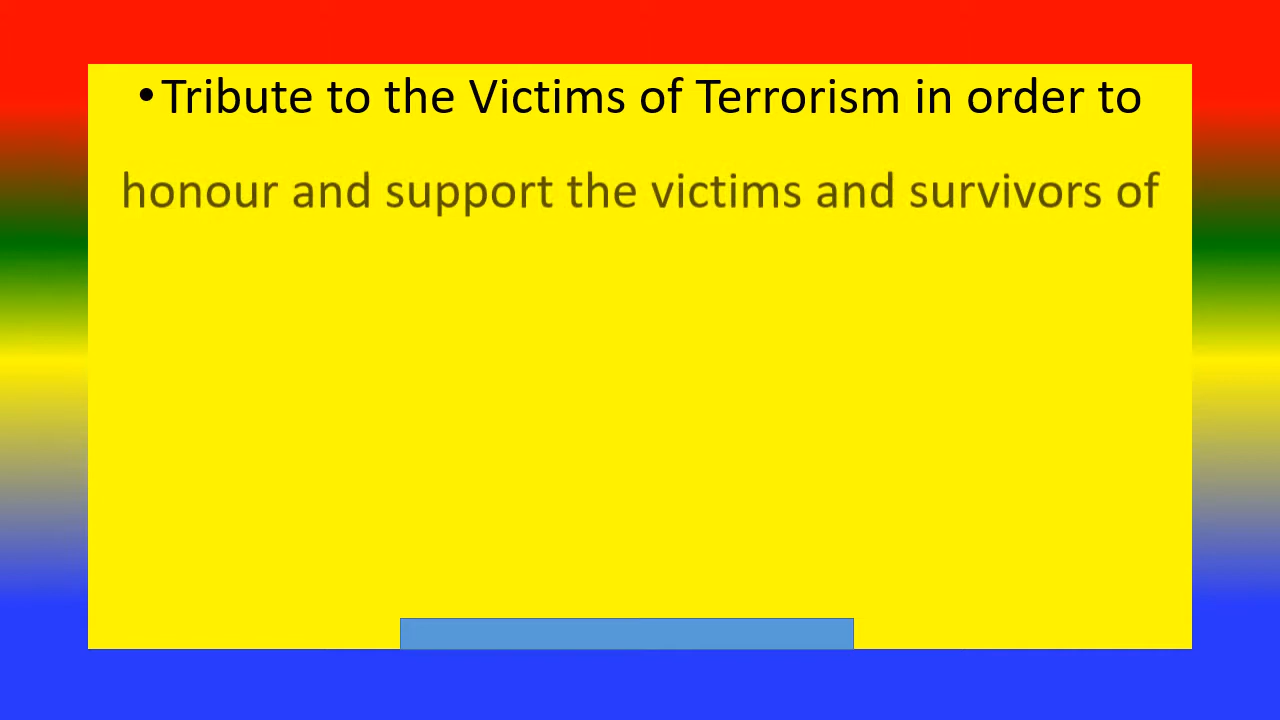 •Tribute to the Victims of Terrorism in order to
honour and support the victims and survivors of